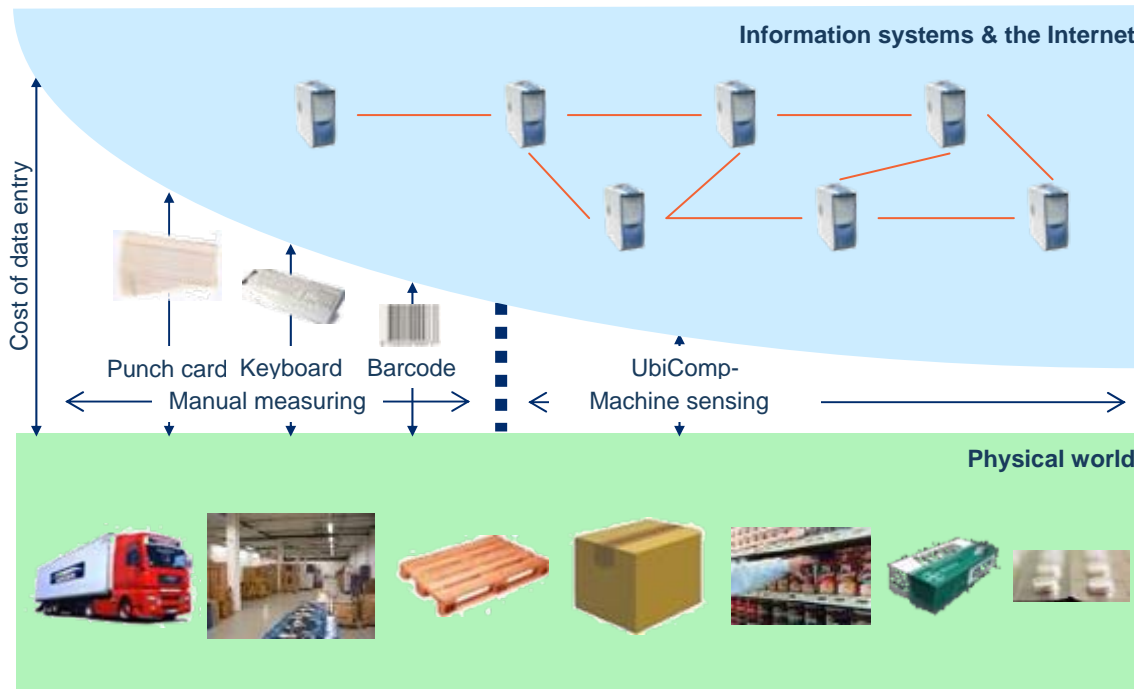 Information systems & the Internet
Cost of data entry
Punch card
Keyboard
Barcode
UbiComp-
Manual measuring
Machine sensing
Physical world